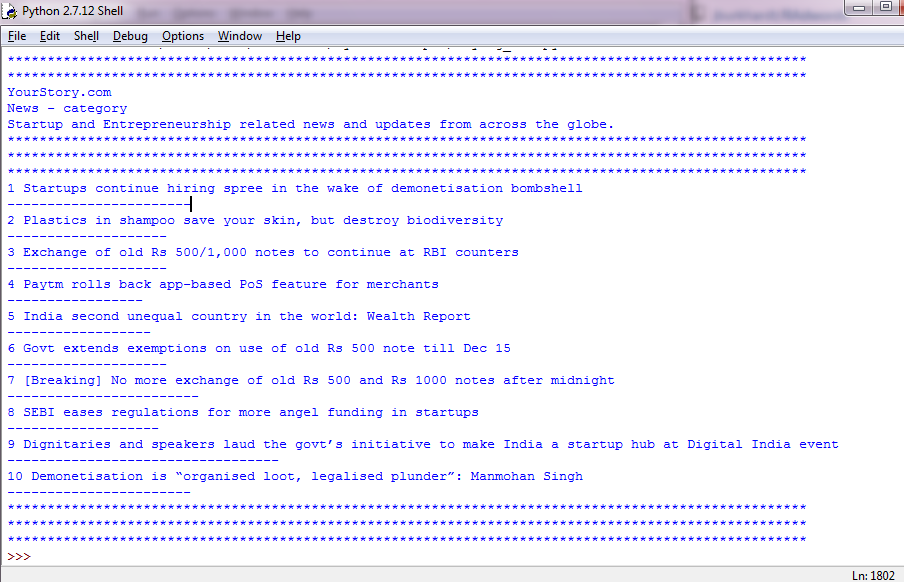 Python 2.7.12 Shell
File Edit Shell Debug Options Window Help
****************************************************************************************************
****************************************************************************************************
YourStory.com
News - category
Startup and Entrepreneurship related news and updates from across the globe.
****************************************************************************************************
****************************************************************************************************
****************************************************************************************************
1 Startups continue hiring spree in the wake of demonetisation bombshell
-----------------------
2 Plastics in shampoo save your skin, but destroy biodiversity
--------------------
3 Exchange of old Rs 500/1,000 notes to continue at RBI counters
--------------------
4 Paytm rolls back app-based PoS feature for merchants
-----------------
5 India second unequal country in the world: Wealth Report
------------------
6 Govt extends exemptions on use of old Rs 500 note till Dec 15
--------------------
7 [Breaking] No more exchange of old Rs 500 and Rs 1000 notes after midnight
------------------------
8 SEBI eases regulations for more angel funding in startups
-------------------
9 Dignitaries and speakers laud the govt’s initiative to make India a startup hub at Digital India event
----------------------------------
10 Demonetisation is “organised loot, legalised plunder”: Manmohan Singh
-----------------------
****************************************************************************************************
****************************************************************************************************
****************************************************************************************************
>>>
Ln: 1802